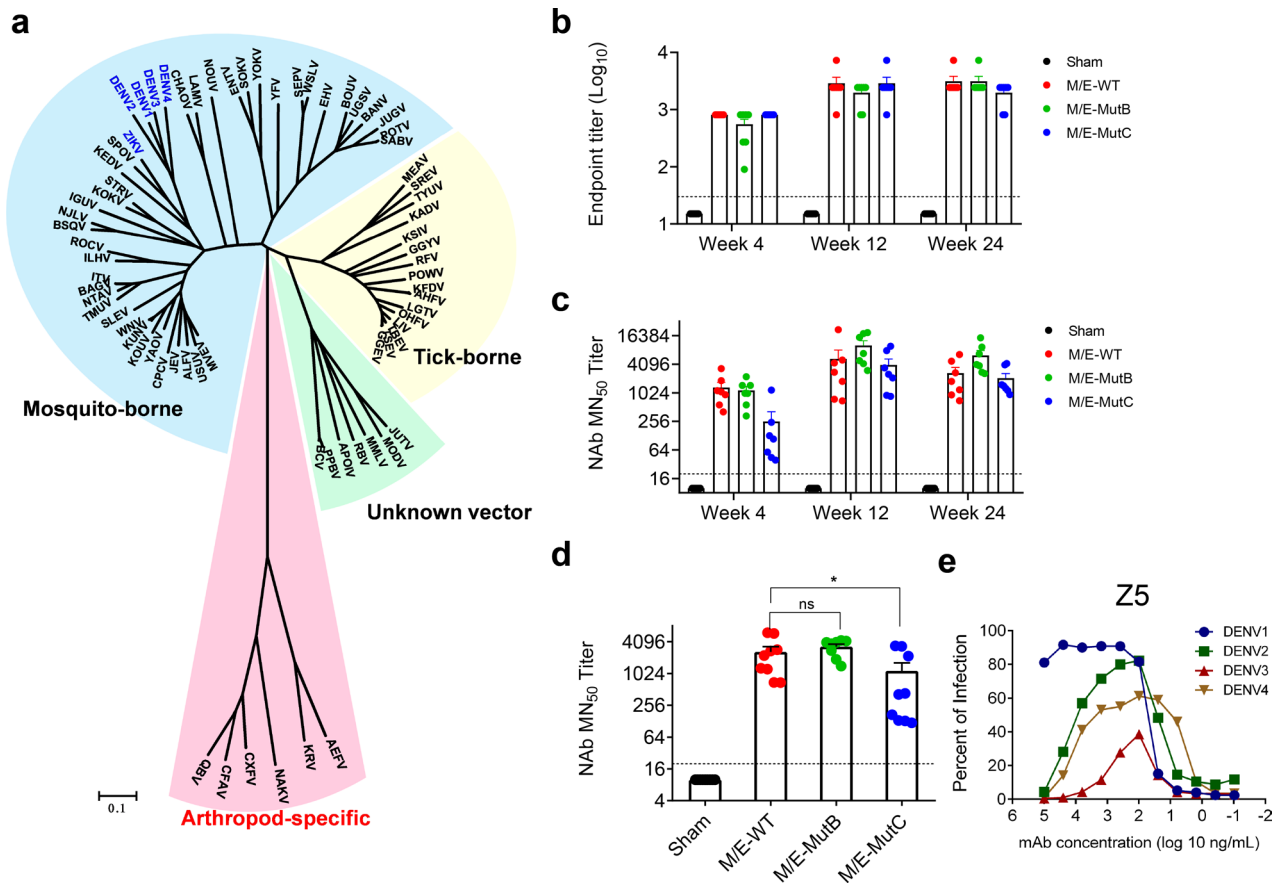 a
DENV4
DENV3
DENV1
DENV2
ZIKV
SPOV
KEDV
STRV
KOKV
IGUV
NJLV
BSQV
ROCV
ILHV
ITV
BAGV
NTAV
TMUV
SLEV
WNV
KUNV
KOUV
YAOV
CPCV
JEV
ALFV
USUV
MVEV
CHAOV
LAMV
NOUV
ENTV
SOKV
YOKV
YFV
SEPV
WSLV
EHV
BOUV
UGSV
BANV
JUGV
POTV
SABV
Mosquito-borne
MEAV
SREV
TYUV
KADV
KSIV
GGYV
RFV
POWV
KFDV
AHFV
LGTV
OHFV
LIV
TBEV
SSEV
GGEV
Tick-borne
BCV
PPBV
APOIV
RBV
MMLV
MODV
JUTV
Unknown vector
QBV
CFAV
CXFV
NAKV
KRV
AEFV
0.1
Arthropod-specific
b
Endpoint titer (Log10)
4
3
2
1
Week 4
Week 12
Week 24
Sham
M/E-WT
M/E-MutB
M/E-MutC
c
NAb MN50 Titer
16384
4096
1024
256
64
16
Week 4
Week 12
Week 24
Sham
M/E-WT
M/E-MutB
M/E-MutC
d
NAb MN50 Titer
4096
1024
256
64
16
4
*
ns
Sham
M/E-WT
M/E-MutB
M/E-MutC
e
Z5
Percent of Infection
100
80
60
40
20
0
6 5 4 3 2 1 0 -1 -2
mAb concentration (log 10 ng/mL)
DENV1
DENV2
DENV3
DENV4